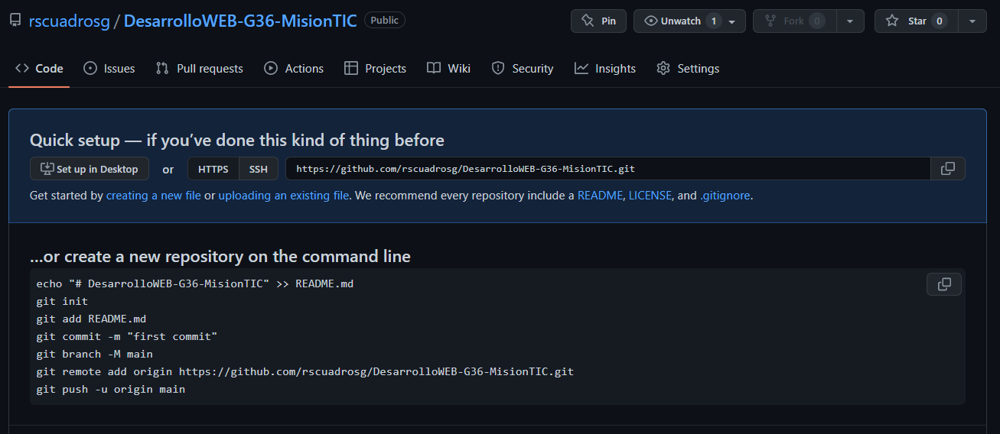 rscuadrosg / DesarrolloWEB-G36-MisionTIC Public Pin Unwatch 1 Fork 0 Star 0
Code Issues Pull requests Actions Projects Wiki Security Insights Settings
Quick setup — if you’ve done this kind of thing before
Set up in Desktop or HTTPS SSH https://github.com/rscuadrosg/DesarrolloWEB-G36-MisionTIC.git
Get started by creating a new file or uploading an existing file. We recommend every repository include a README, LICENSE, and .gitignore.
…or create a new repository on the command line
echo "# DesarrolloWEB-G36-MisionTIC" >> README.md
git init
git add README.md
git commit -m "first commit"
git branch -M main
git remote add origin https://github.com/rscuadrosg/DesarrolloWEB-G36-MisionTIC.git
git push -u origin main